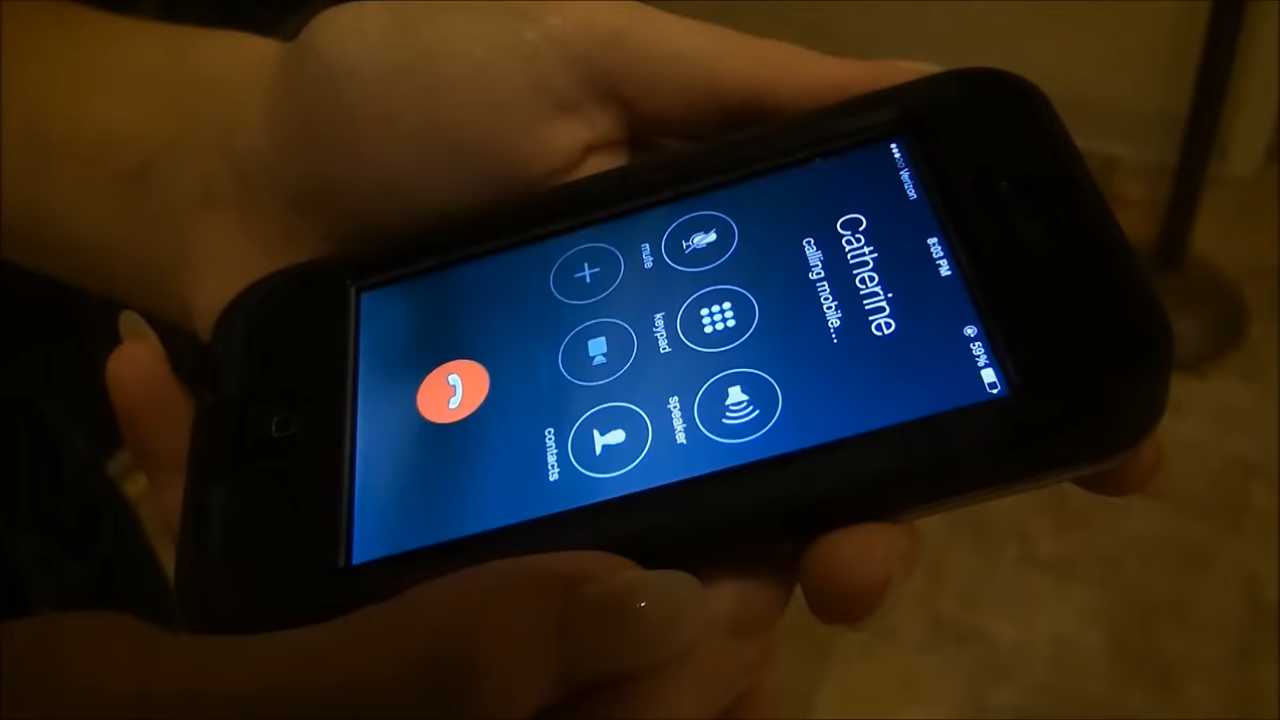 Verizon
8:03 PM
59%
Catherine
calling mobile...
mute
keypad
speaker
contacts